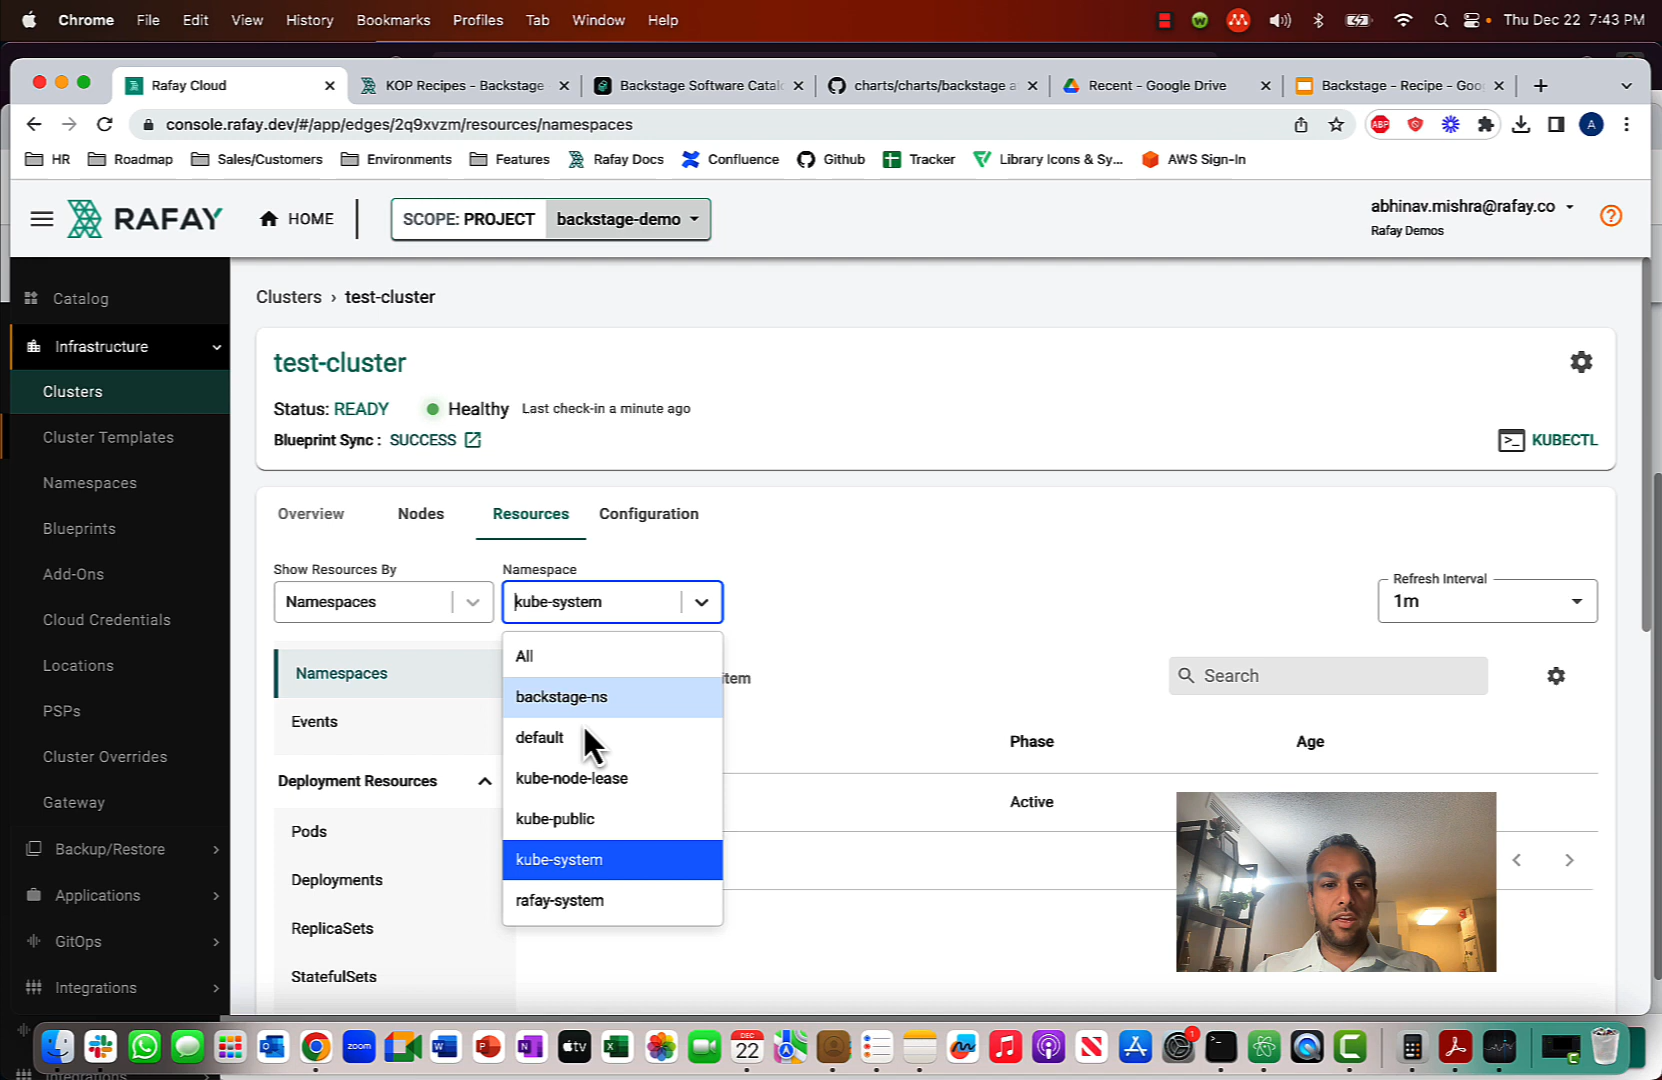 Chrome File Edit View History Bookmarks Profiles Tab Window Help Thu Dec 22 7:43 PM
Rafay Cloud KOP Recipes - Backstage Backstage Software Catal charts/charts/backstage a Recent - Google Drive Backstage - Recipe - Goo
console.rafay.dev/#/app/edges/2q9xvzm/resources/namespaces ABP A
HR Roadmap Sales/Customers Environments Features Rafay Docs Confluence Github Tracker Library Icons & Sy... AWS Sign-In
RAFAY HOME SCOPE: PROJECT backstage-demo abhinav.mishra@rafay.co
Rafay Demos
Catalog
Infrastructure
Clusters
Cluster Templates
Namespaces
Blueprints
Add-Ons
Cloud Credentials
Locations
PSPs
Cluster Overrides
Gateway
Backup/Restore
Applications
GitOps
Integrations
Clusters › test-cluster
test-cluster
Status: READY Healthy Last check-in a minute ago
Blueprint Sync : SUCCESS KUBECTL
Overview Nodes Resources Configuration
Show Resources By Namespace Refresh Interval
Namespaces kube-system 1m
All
backstage-ns
default
kube-node-lease
kube-public
kube-system
rafay-system
Namespaces
Events
Deployment Resources
Pods
Deployments
ReplicaSets
StatefulSets
Search
Phase Age
Active
DEC
22
zoom
tv
1